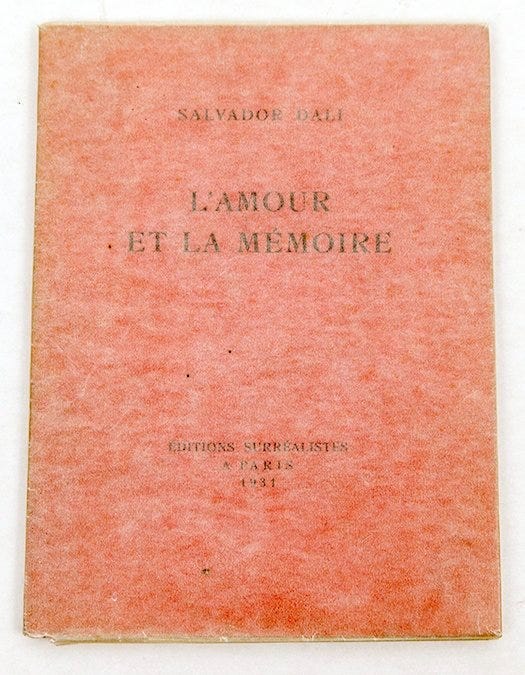 SALVADOR DALI
L'AMOUR
ET LA MÉMOIRE
ÉDITIONS SURRÉALISTES
A PARIS
1931